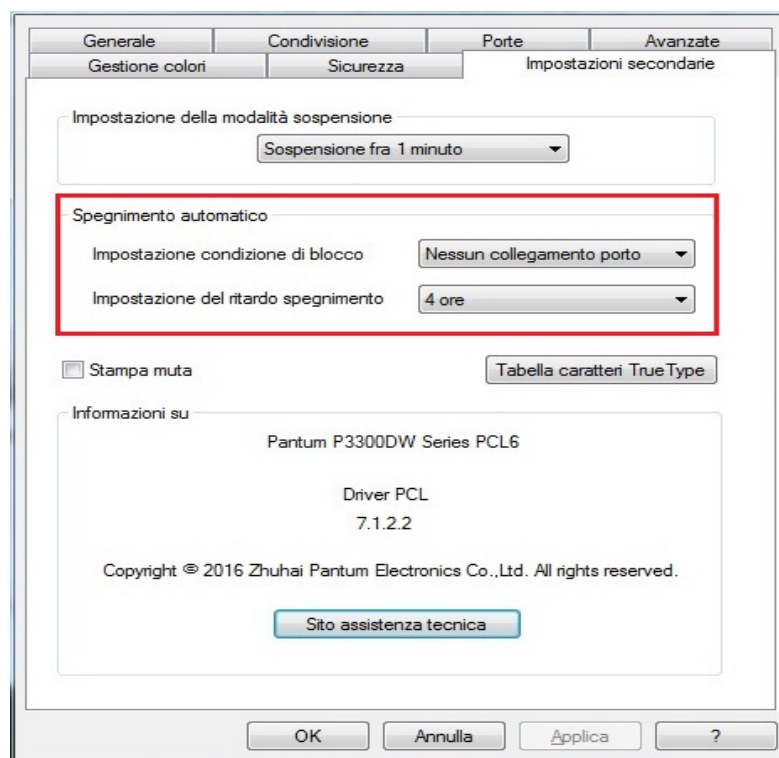 Generale Condivisione Porte Avanzate
Gestione colori Sicurezza Impostazioni secondarie
Impostazione della modalità sospensione
Sospensione fra 1 minuto
Spegnimento automatico
Impostazione condizione di blocco Nessun collegamento porto
Impostazione del ritardo spegnimento 4 ore
Stampa muta Tabella caratteri TrueType
Informazioni su
Pantum P3300DW Series PCL6
Driver PCL
7.1.2.2
Copyright © 2016 Zhuhai Pantum Electronics Co.,Ltd. All rights reserved.
Sito assistenza tecnica
OK Annulla Applica ?